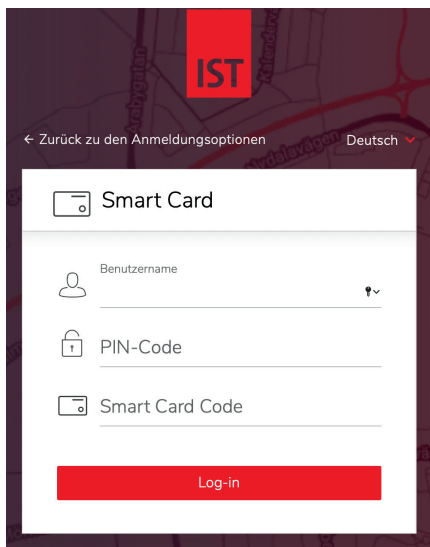 IST
← Zurück zu den Anmeldungsoptionen
Deutsch
Smart Card
Benutzername
PIN-Code
Smart Card Code
Log-in